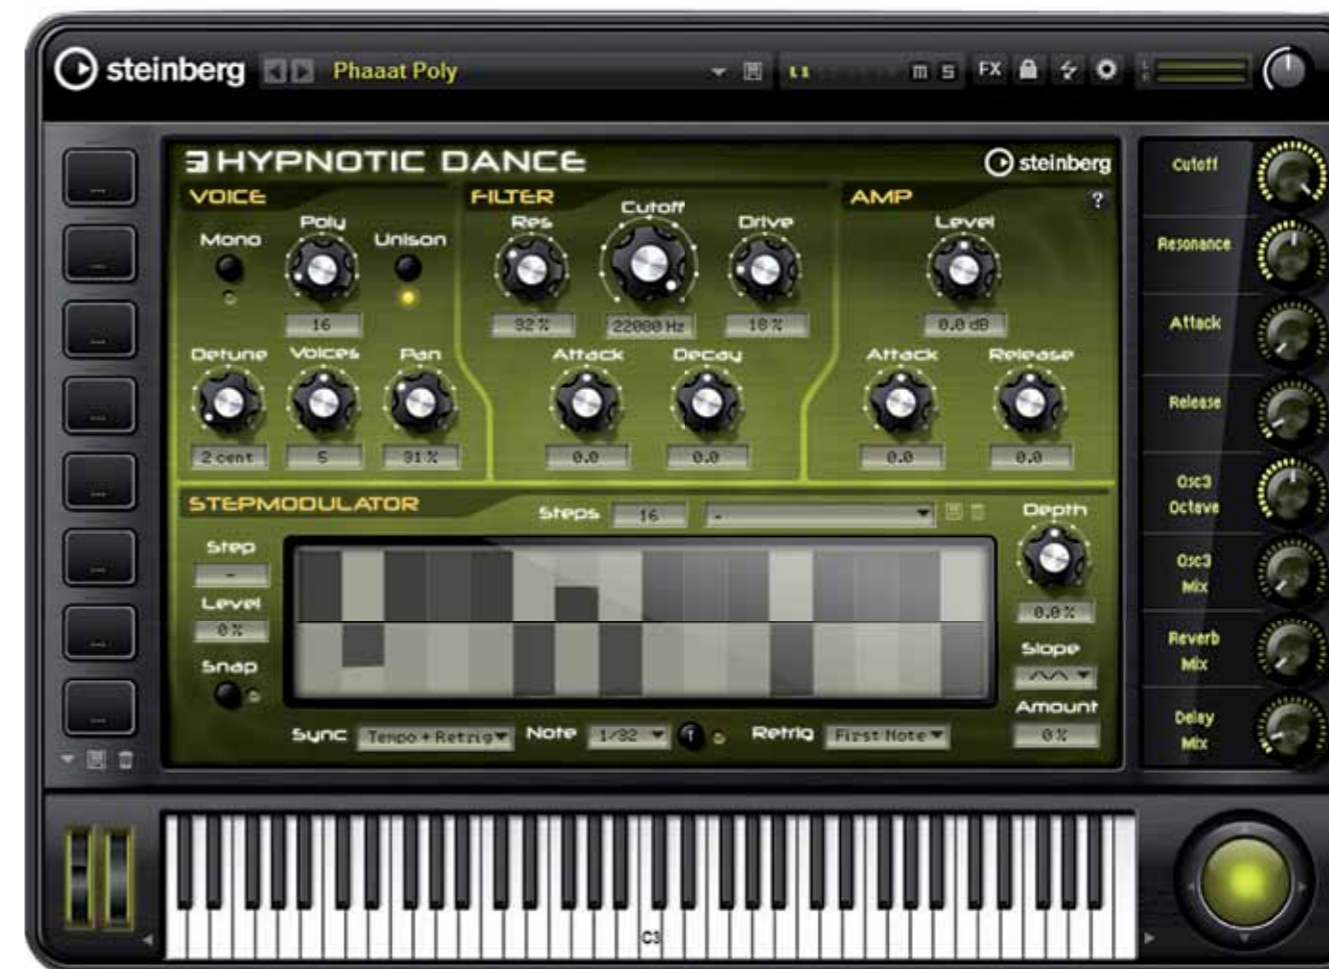 steinberg
Phaaat Poly
m S FX
L
R
HYPNOTIC DANCE
steinberg
VOICE
FILTER
AMP
?
Mono
Poly
Unison
Res
Cutoff
Drive
Level
16
32 %
22000 Hz
18 %
0.0 dB
Detune
Voices
Pan
Attack
Decay
Attack
Release
2 cent
5
31 %
0.0
0.0
0.0
0.0
STEPMODULATOR
Steps
16
-
Depth
Step
-
0.0 %
Level
0 %
Slope
Snap
Amount
0 %
Sync
Tempo + Retrig
Note
1/32
T
Retrig
First Note
Cutoff
Resonance
Attack
Release
Osc3
Octave
Osc3
Mix
Reverb
Mix
Delay
Mix
...
...
...
...
...
...
...
...
C3